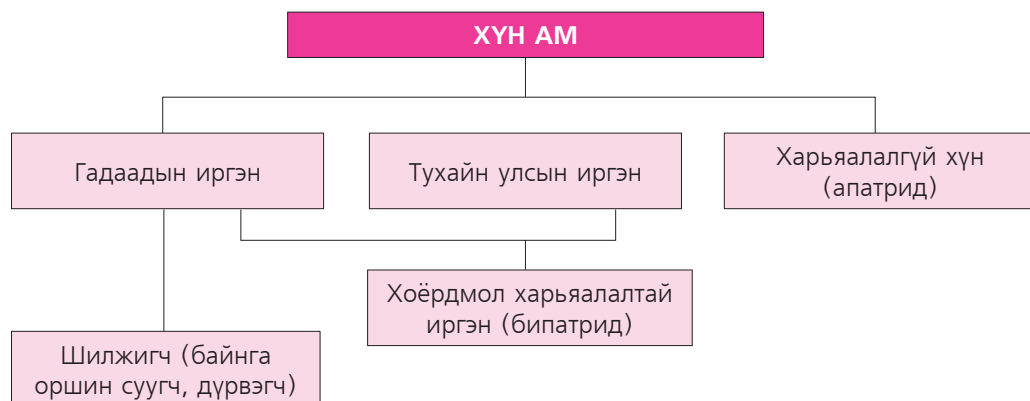 ХҮН АМ
Гадаадын иргэн
Тухайн улсын иргэн
Харьяалалгүй хүн
(апатрид)
Хоёрдмол харьяалалтай
иргэн (бипатрид)
Шилжигч (байнга
оршин суугч, дүрвэгч)